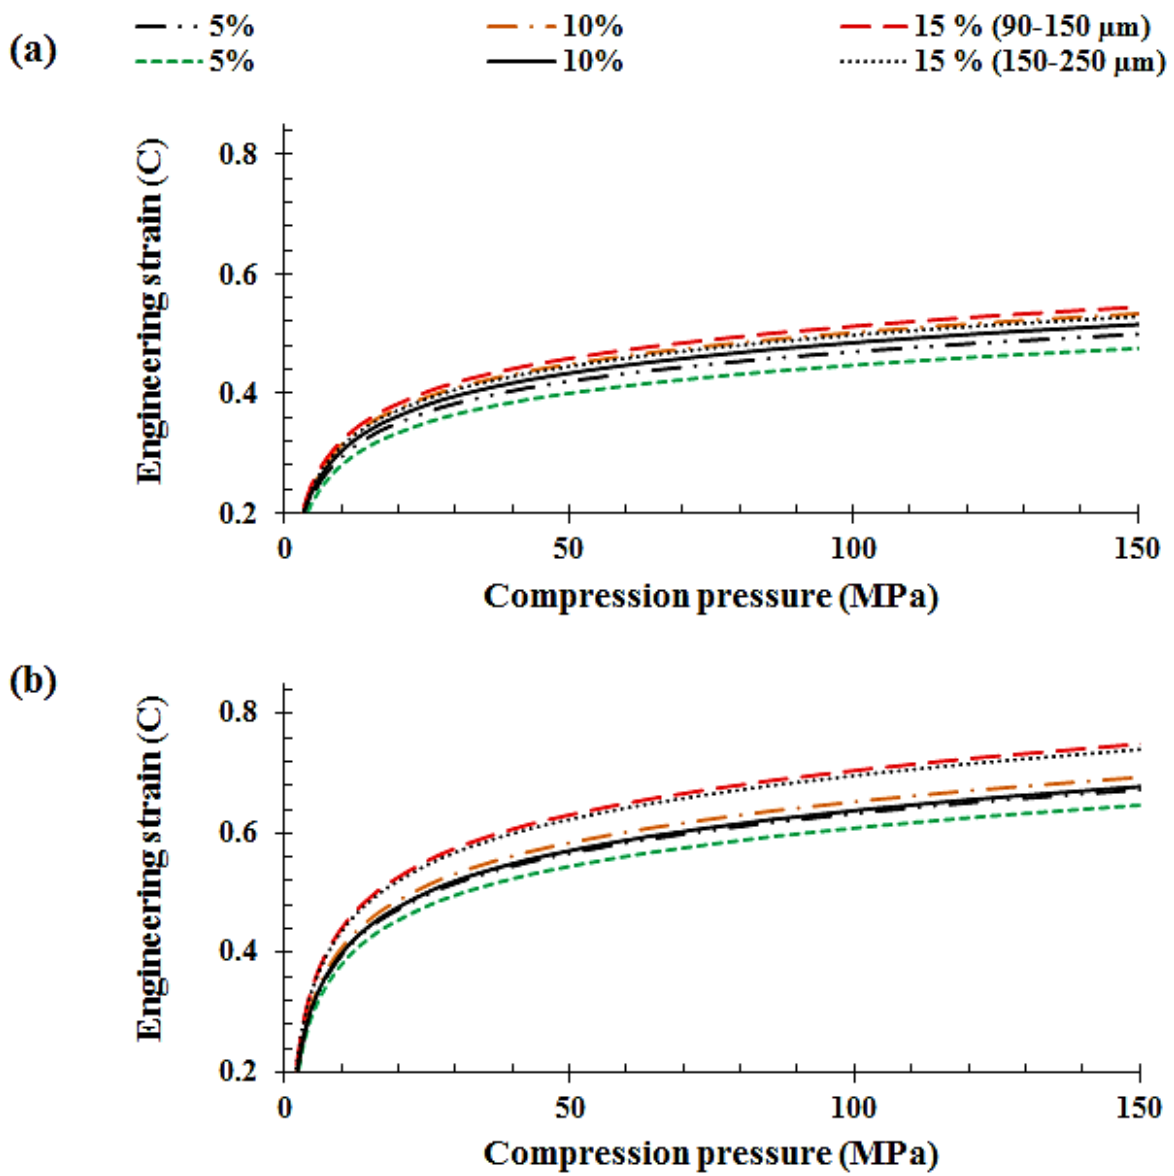 (a)
5% 10% 15 % (90-150 µm)
5% 10% 15 % (150-250 µm)
Engineering strain (C)
0.8
0.6
0.4
0.2
0 50 100 150
Compression pressure (MPa)
(b)
Engineering strain (C)
0.8
0.6
0.4
0.2
0 50 100 150
Compression pressure (MPa)